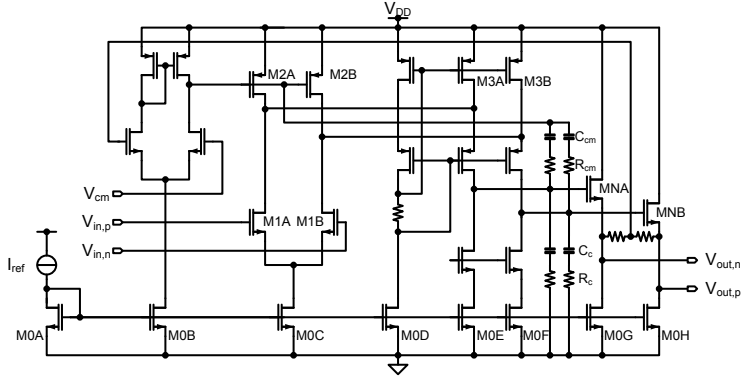 V_DD
M2A
M2B
M3A
M3B
C_cm
R_cm
V_cm
MNA
MNB
V_in,p
M1A
M1B
V_in,n
I_ref
C_c
R_c
V_out,n
V_out,p
M0A
M0B
M0C
M0D
M0E
M0F
M0G
M0H